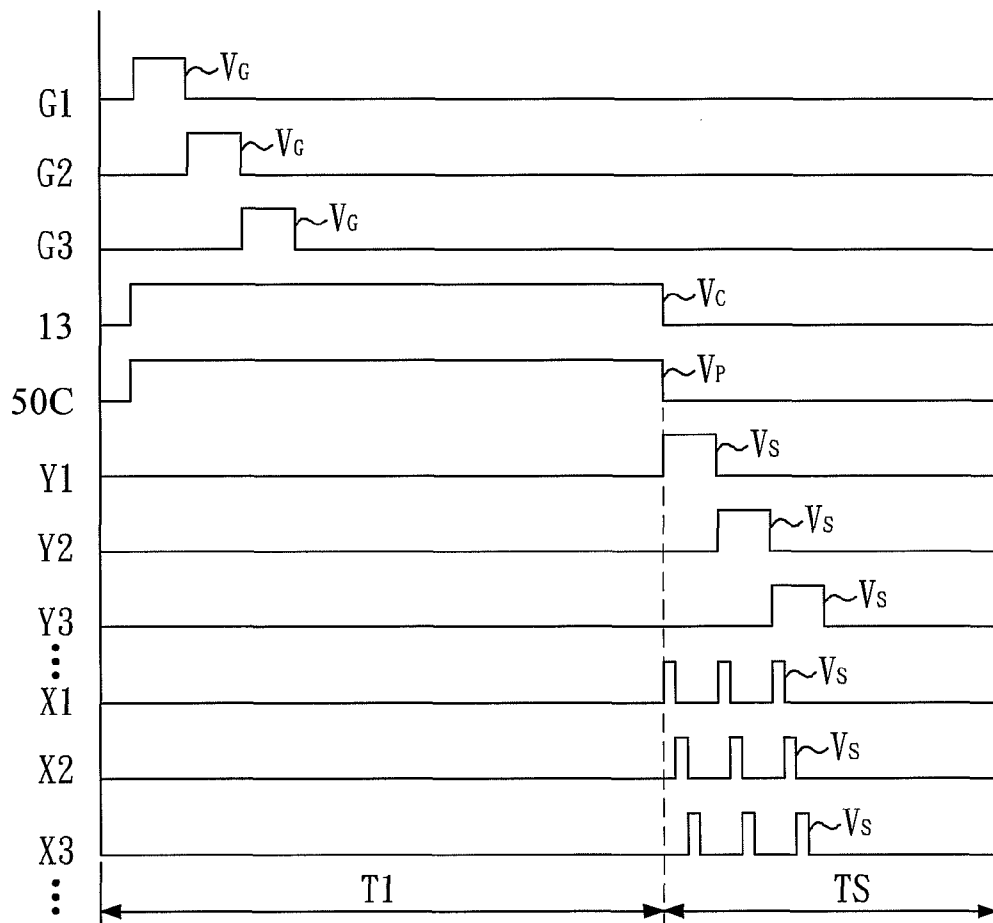 G1 VG
G2 VG
G3 VG
13 VC
50C VP
Y1 VS
Y2 VS
Y3 VS
X1 VS
X2 VS
X3 VS
T1 TS